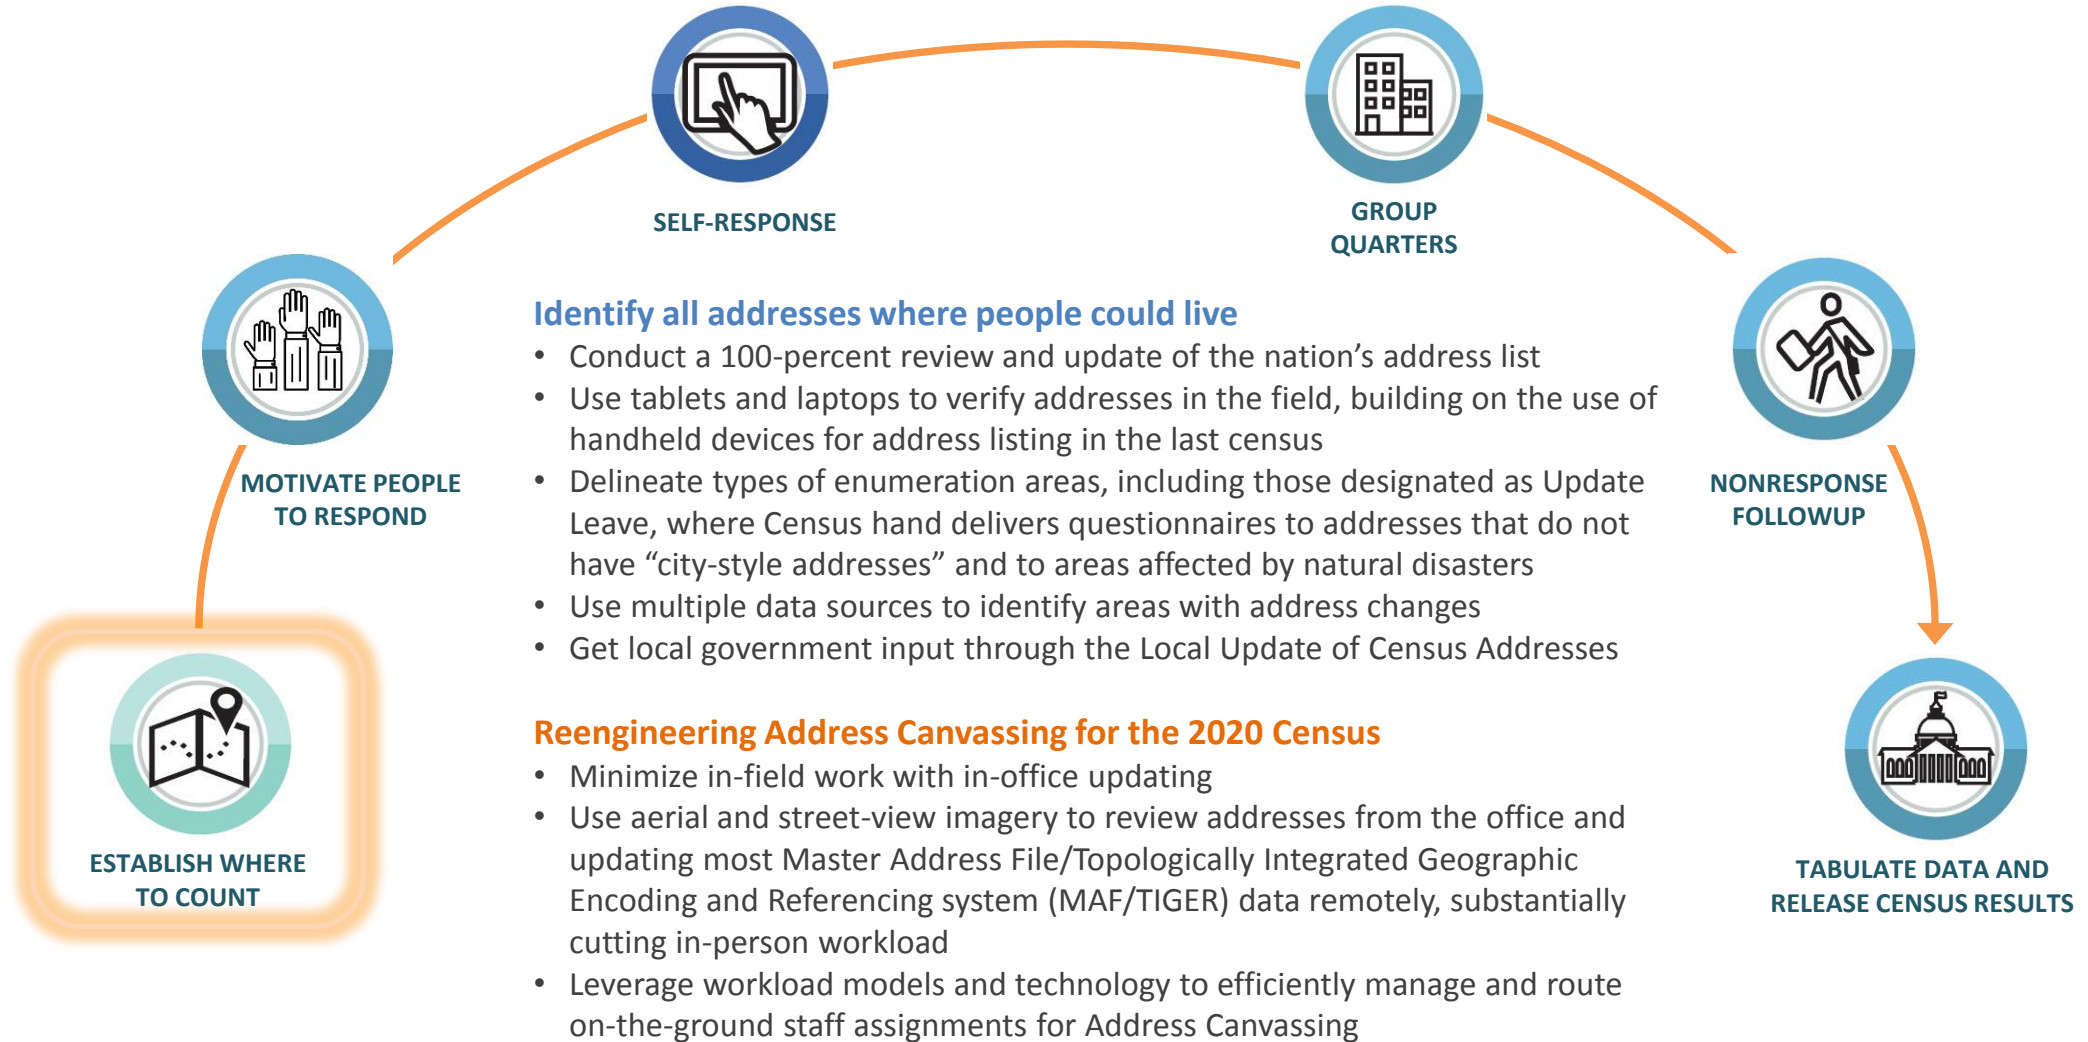 SELF-RESPONSE
GROUP
QUARTERS
MOTIVATE PEOPLE
TO RESPOND
NONRESPONSE
FOLLOWUP
ESTABLISH WHERE
TO COUNT
TABULATE DATA AND
RELEASE CENSUS RESULTS
Identify all addresses where people could live
• Conduct a 100-percent review and update of the nation’s address list
• Use tablets and laptops to verify addresses in the field, building on the use of
handheld devices for address listing in the last census
• Delineate types of enumeration areas, including those designated as Update
Leave, where Census hand delivers questionnaires to addresses that do not
have “city-style addresses” and to areas affected by natural disasters
• Use multiple data sources to identify areas with address changes
• Get local government input through the Local Update of Census Addresses
Reengineering Address Canvassing for the 2020 Census
• Minimize in-field work with in-office updating
• Use aerial and street-view imagery to review addresses from the office and
updating most Master Address File/Topologically Integrated Geographic
Encoding and Referencing system (MAF/TIGER) data remotely, substantially
cutting in-person workload
• Leverage workload models and technology to efficiently manage and route
on-the-ground staff assignments for Address Canvassing